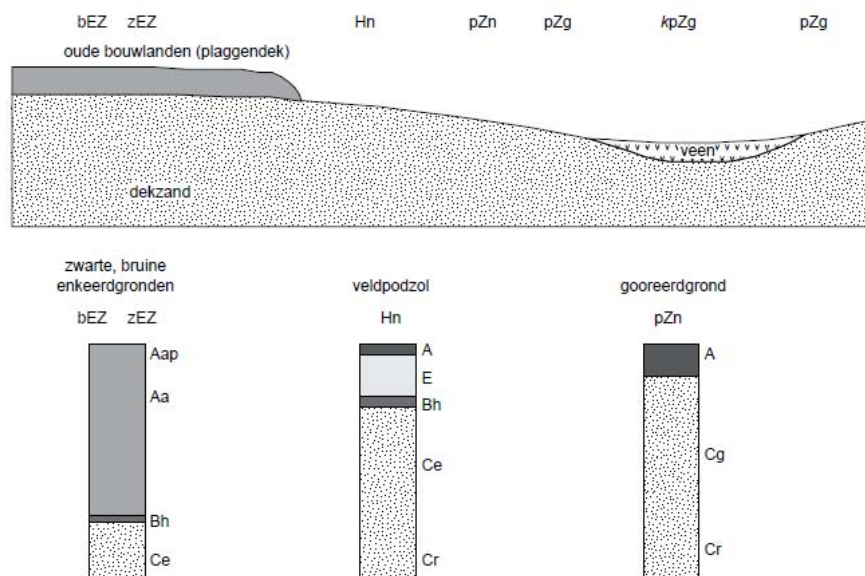 bEZ zEZ Hn pZn pZg kpZg pZg
oude bouwlanden (plaggendek)
veen
dekzand
zwarte, bruine
enkeerdgronden
bEZ zEZ
Aap
Aa
Bh
Ce
veldpodzol
Hn
A
E
Bh
Ce
Cr
gooreerdgrond
pZn
A
Cg
Cr